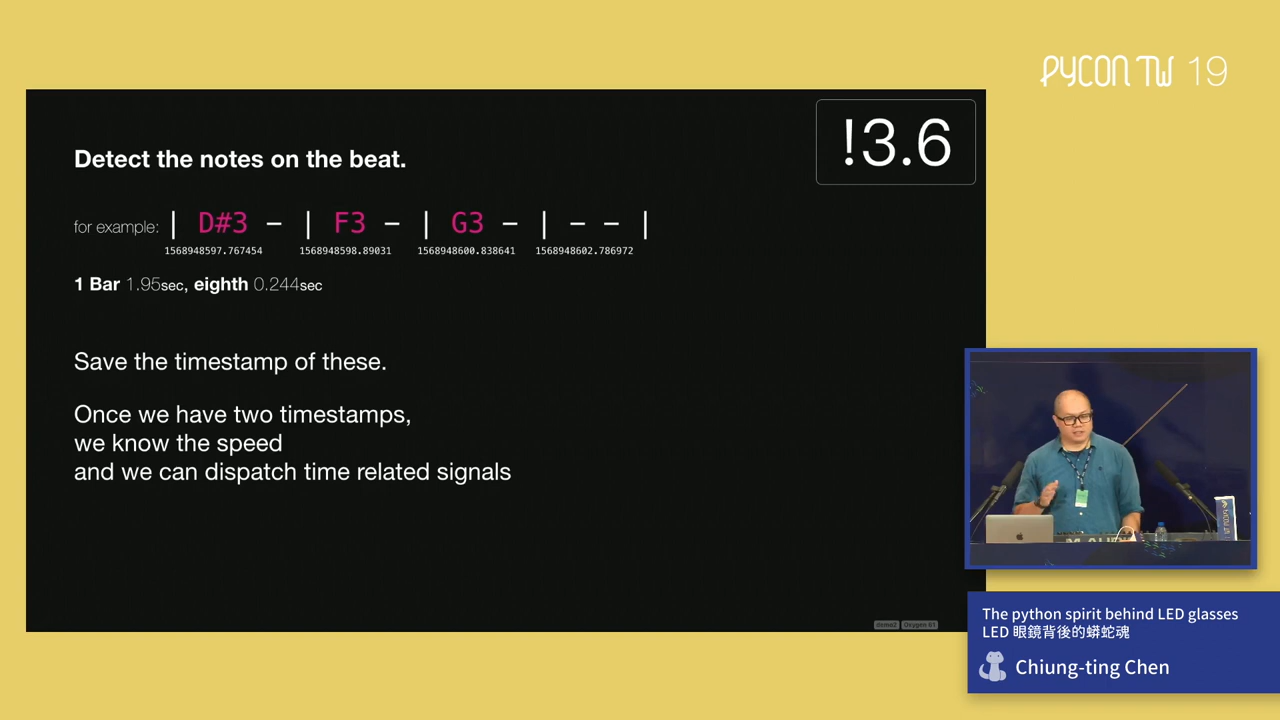 PYCON TW 19
!3.6
Detect the notes on the beat.
for example: | D#3 – | F3 – | G3 – | – – |
1568948597.767454 1568948598.89031 1568948600.838641 1568948602.786972
1 Bar 1.95sec, eighth 0.244sec
Save the timestamp of these.
Once we have two timestamps,
we know the speed
and we can dispatch time related signals
demo2 Oxygen 61
The python spirit behind LED glasses
LED 眼鏡背後的蟒蛇魂
Chiung-ting Chen